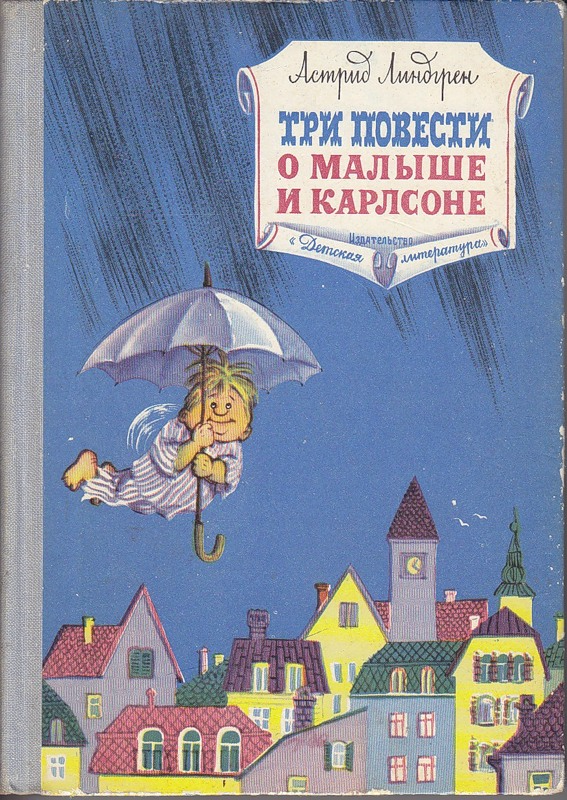 Астрид Линдгрен
ТРИ ПОВЕСТИ
О МАЛЫШЕ
И КАРЛСОНЕ
Издательство
«Детская литература»